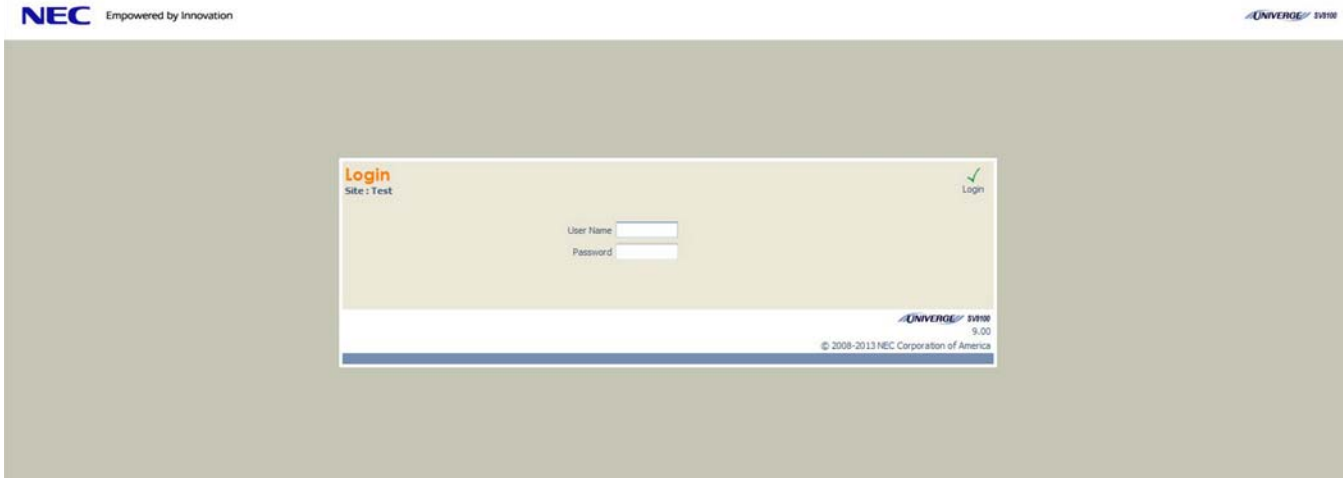 NEC Empowered by Innovation
UNIVERGE SV8100
Login
Site : Test
Login
User Name
Password
UNIVERGE SV8100
9.00
© 2008-2013 NEC Corporation of America